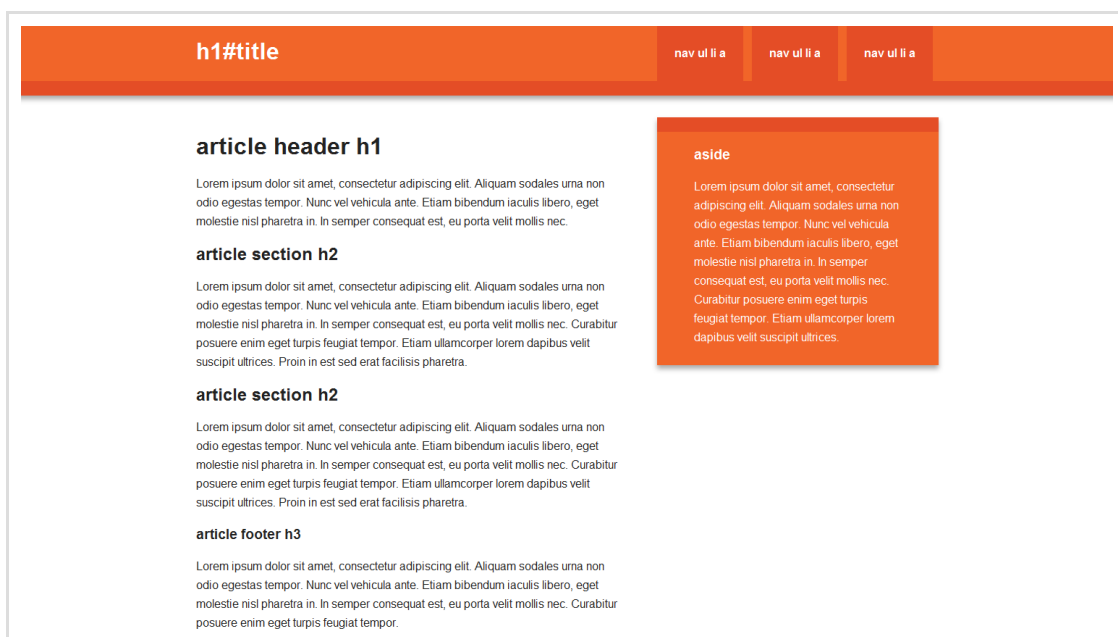 h1#title
nav ul li a
nav ul li a
nav ul li a
article header h1
Lorem ipsum dolor sit amet, consectetur adipiscing elit. Aliquam sodales urna non
odio egestas tempor. Nunc vel vehicula ante. Etiam bibendum iaculis libero, eget
molestie nisl pharetra in. In semper consequat est, eu porta velit mollis nec.
article section h2
Lorem ipsum dolor sit amet, consectetur adipiscing elit. Aliquam sodales urna non
odio egestas tempor. Nunc vel vehicula ante. Etiam bibendum iaculis libero, eget
molestie nisl pharetra in. In semper consequat est, eu porta velit mollis nec. Curabitur
posuere enim eget turpis feugiat tempor. Etiam ullamcorper lorem dapibus velit
suscipit ultrices. Proin in est sed erat facilisis pharetra.
article section h2
Lorem ipsum dolor sit amet, consectetur adipiscing elit. Aliquam sodales urna non
odio egestas tempor. Nunc vel vehicula ante. Etiam bibendum iaculis libero, eget
molestie nisl pharetra in. In semper consequat est, eu porta velit mollis nec. Curabitur
posuere enim eget turpis feugiat tempor. Etiam ullamcorper lorem dapibus velit
suscipit ultrices. Proin in est sed erat facilisis pharetra.
article footer h3
Lorem ipsum dolor sit amet, consectetur adipiscing elit. Aliquam sodales urna non
odio egestas tempor. Nunc vel vehicula ante. Etiam bibendum iaculis libero, eget
molestie nisl pharetra in. In semper consequat est, eu porta velit mollis nec. Curabitur
posuere enim eget turpis feugiat tempor.
aside
Lorem ipsum dolor sit amet, consectetur
adipiscing elit. Aliquam sodales urna non
odio egestas tempor. Nunc vel vehicula
ante. Etiam bibendum iaculis libero, eget
molestie nisl pharetra in. In semper
consequat est, eu porta velit mollis nec.
Curabitur posuere enim eget turpis
feugiat tempor. Etiam ullamcorper lorem
dapibus velit suscipit ultrices.